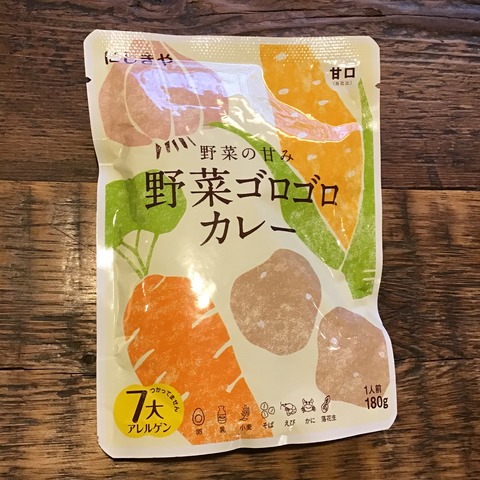 にしきや
甘口
野菜の甘み
野菜ゴロゴロ
カレー
1人前
180g
つかってません
7大
アレルゲン
卵 乳 小麦 そば えび かに 落花生